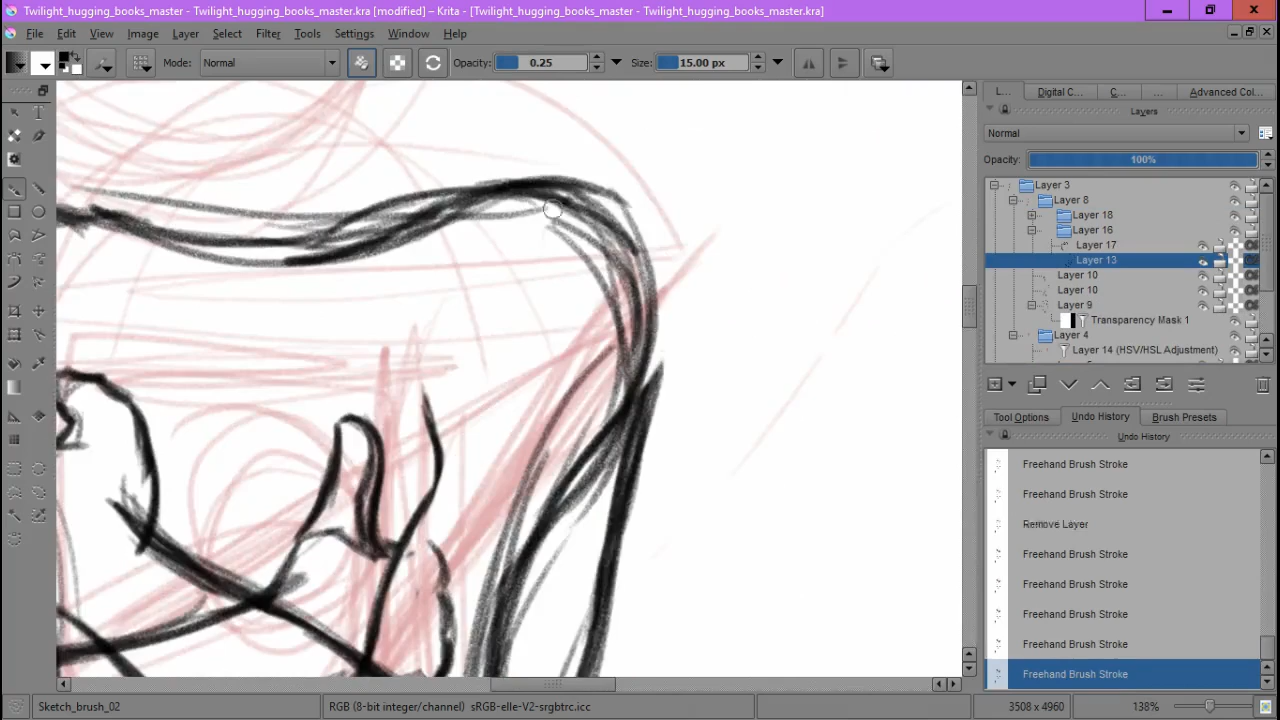 Twilight_hugging_books_master.kra [modified] – Krita - [Twilight_hugging_books_master - Twilight_hugging_books_master.kra]
File Edit View Image Layer Select Filter Tools Settings Window Help
Mode: Normal Opacity: 0.25 Size: 15.00 px
L... Digital C... C... ... Advanced Col...
Layers
Normal
Opacity: 100%
Layer 3
Layer 8
Layer 18
Layer 16
Layer 17
Layer 13
Layer 10
Layer 10
Layer 9
Transparency Mask 1
Layer 4
Layer 14 (HSV/HSL Adjustment)
Tool Options Undo History Brush Presets
Undo History
Freehand Brush Stroke
Freehand Brush Stroke
Remove Layer
Freehand Brush Stroke
Freehand Brush Stroke
Freehand Brush Stroke
Freehand Brush Stroke
Freehand Brush Stroke
Sketch_brush_02 RGB (8-bit integer/channel) sRGB-elle-V2-srgbtrc.icc 3508 x 4960 138%